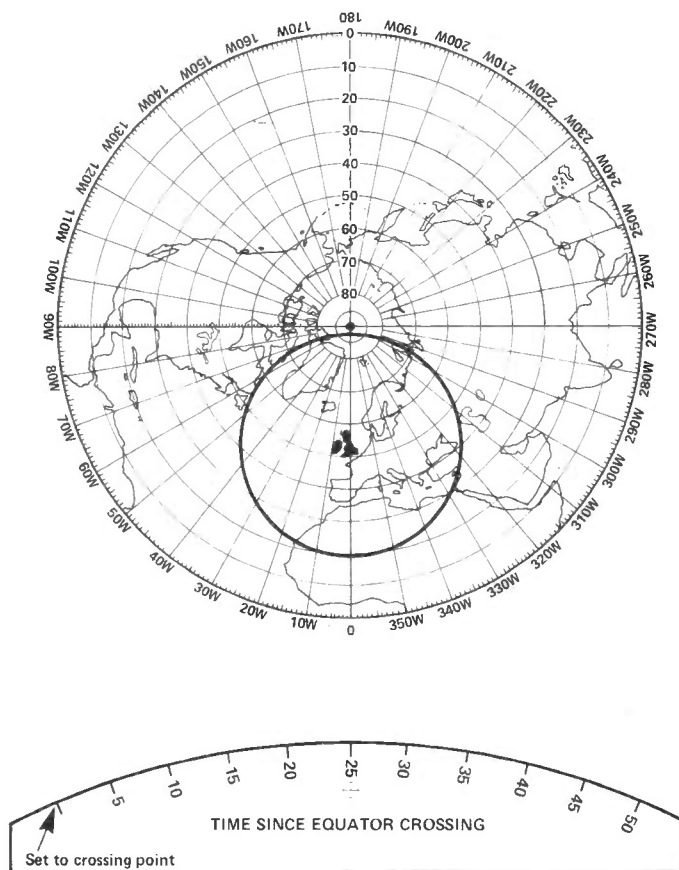 180
170W
190W
0
160W
200W
150W
210W
10
140W
220W
20
130W
230W
30
120W
240W
40
110W
250W
50
60
100W
260W
70
80
90W
270W
80W
280W
70W
290W
60W
300W
50W
310W
40W
320W
30W
330W
20W
340W
10W
350W
0
5
10
15
20
25
30
35
40
45
50
TIME SINCE EQUATOR CROSSING
Set to crossing point